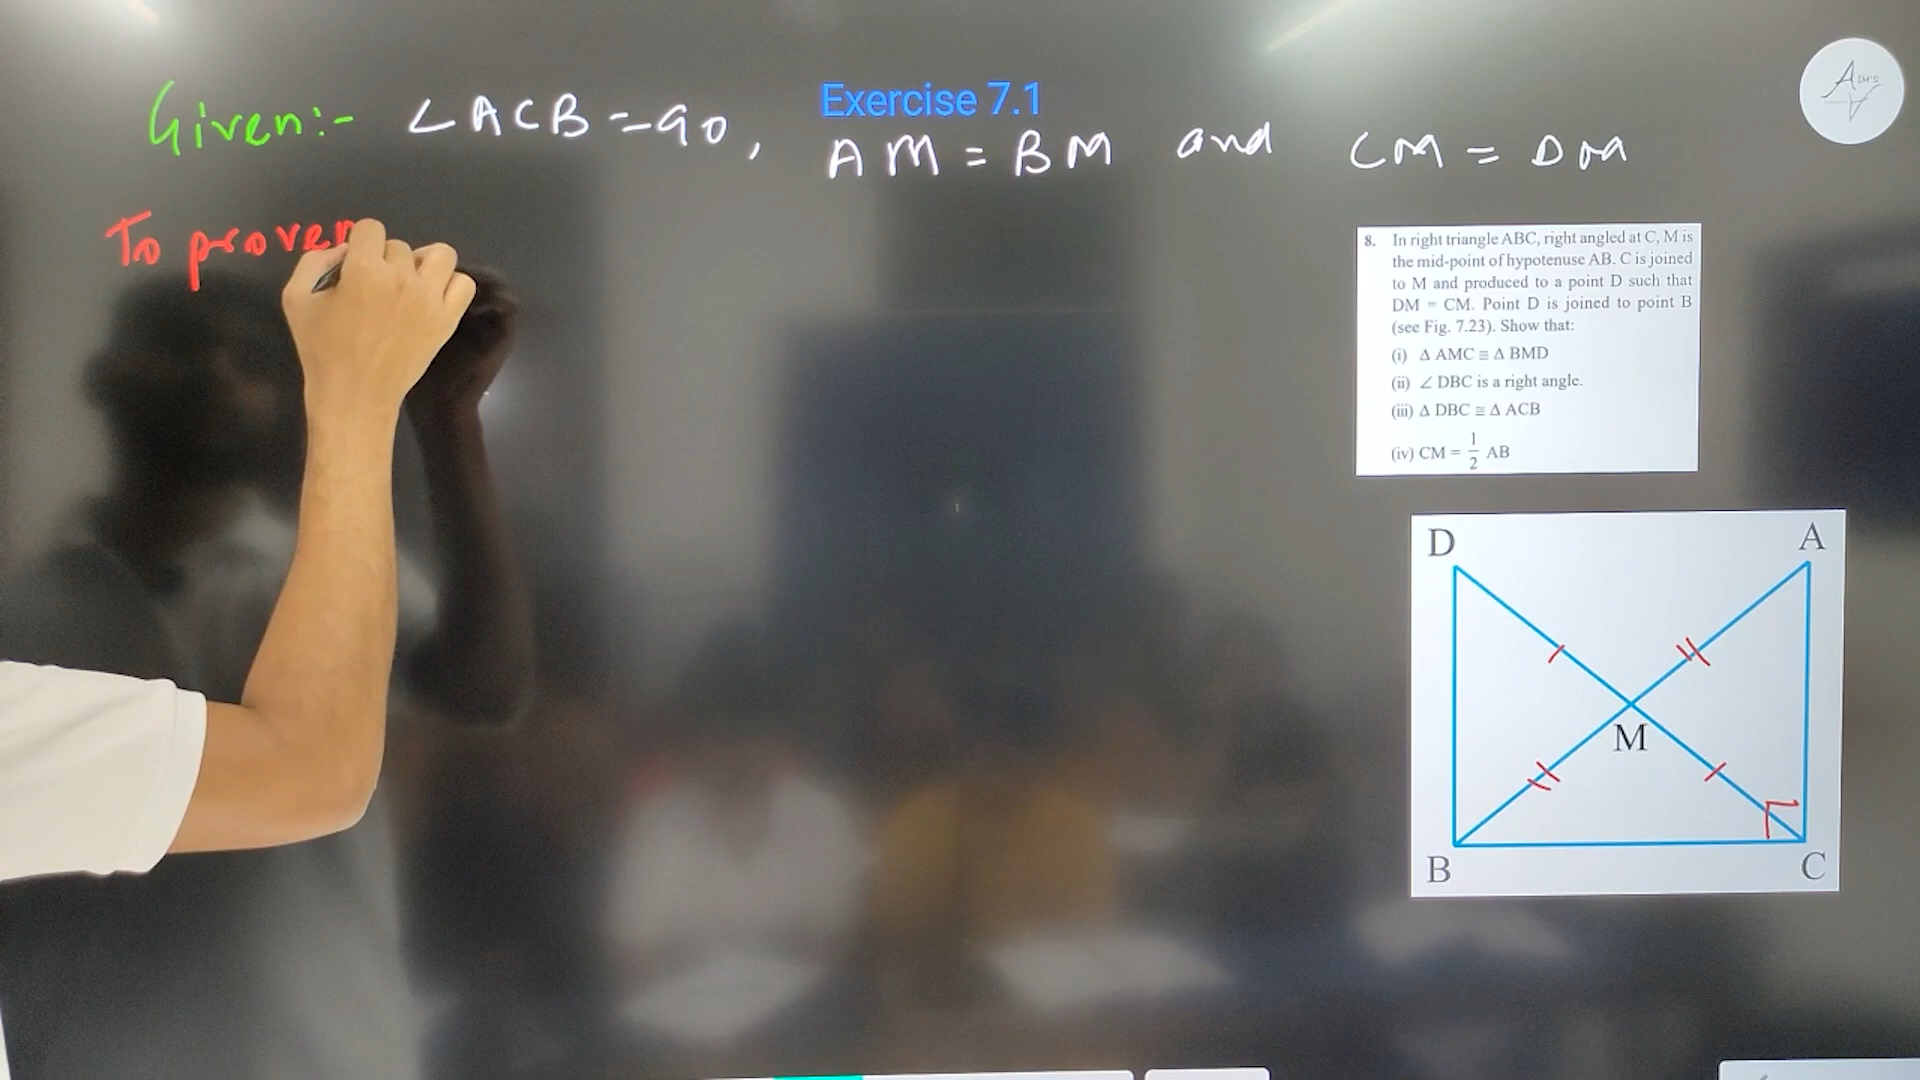 Exercise 7.1
Given:- ∠ACB = 90, AM = BM and CM = DM
To prove
8. In right triangle ABC, right angled at C, M is
the mid-point of hypotenuse AB. C is joined
to M and produced to a point D such that
DM = CM. Point D is joined to point B
(see Fig. 7.23). Show that:
(i) Δ AMC ≅ Δ BMD
(ii) ∠ DBC is a right angle.
(iii) Δ DBC ≅ Δ ACB
(iv) CM = 1/2 AB
D A
M
B C